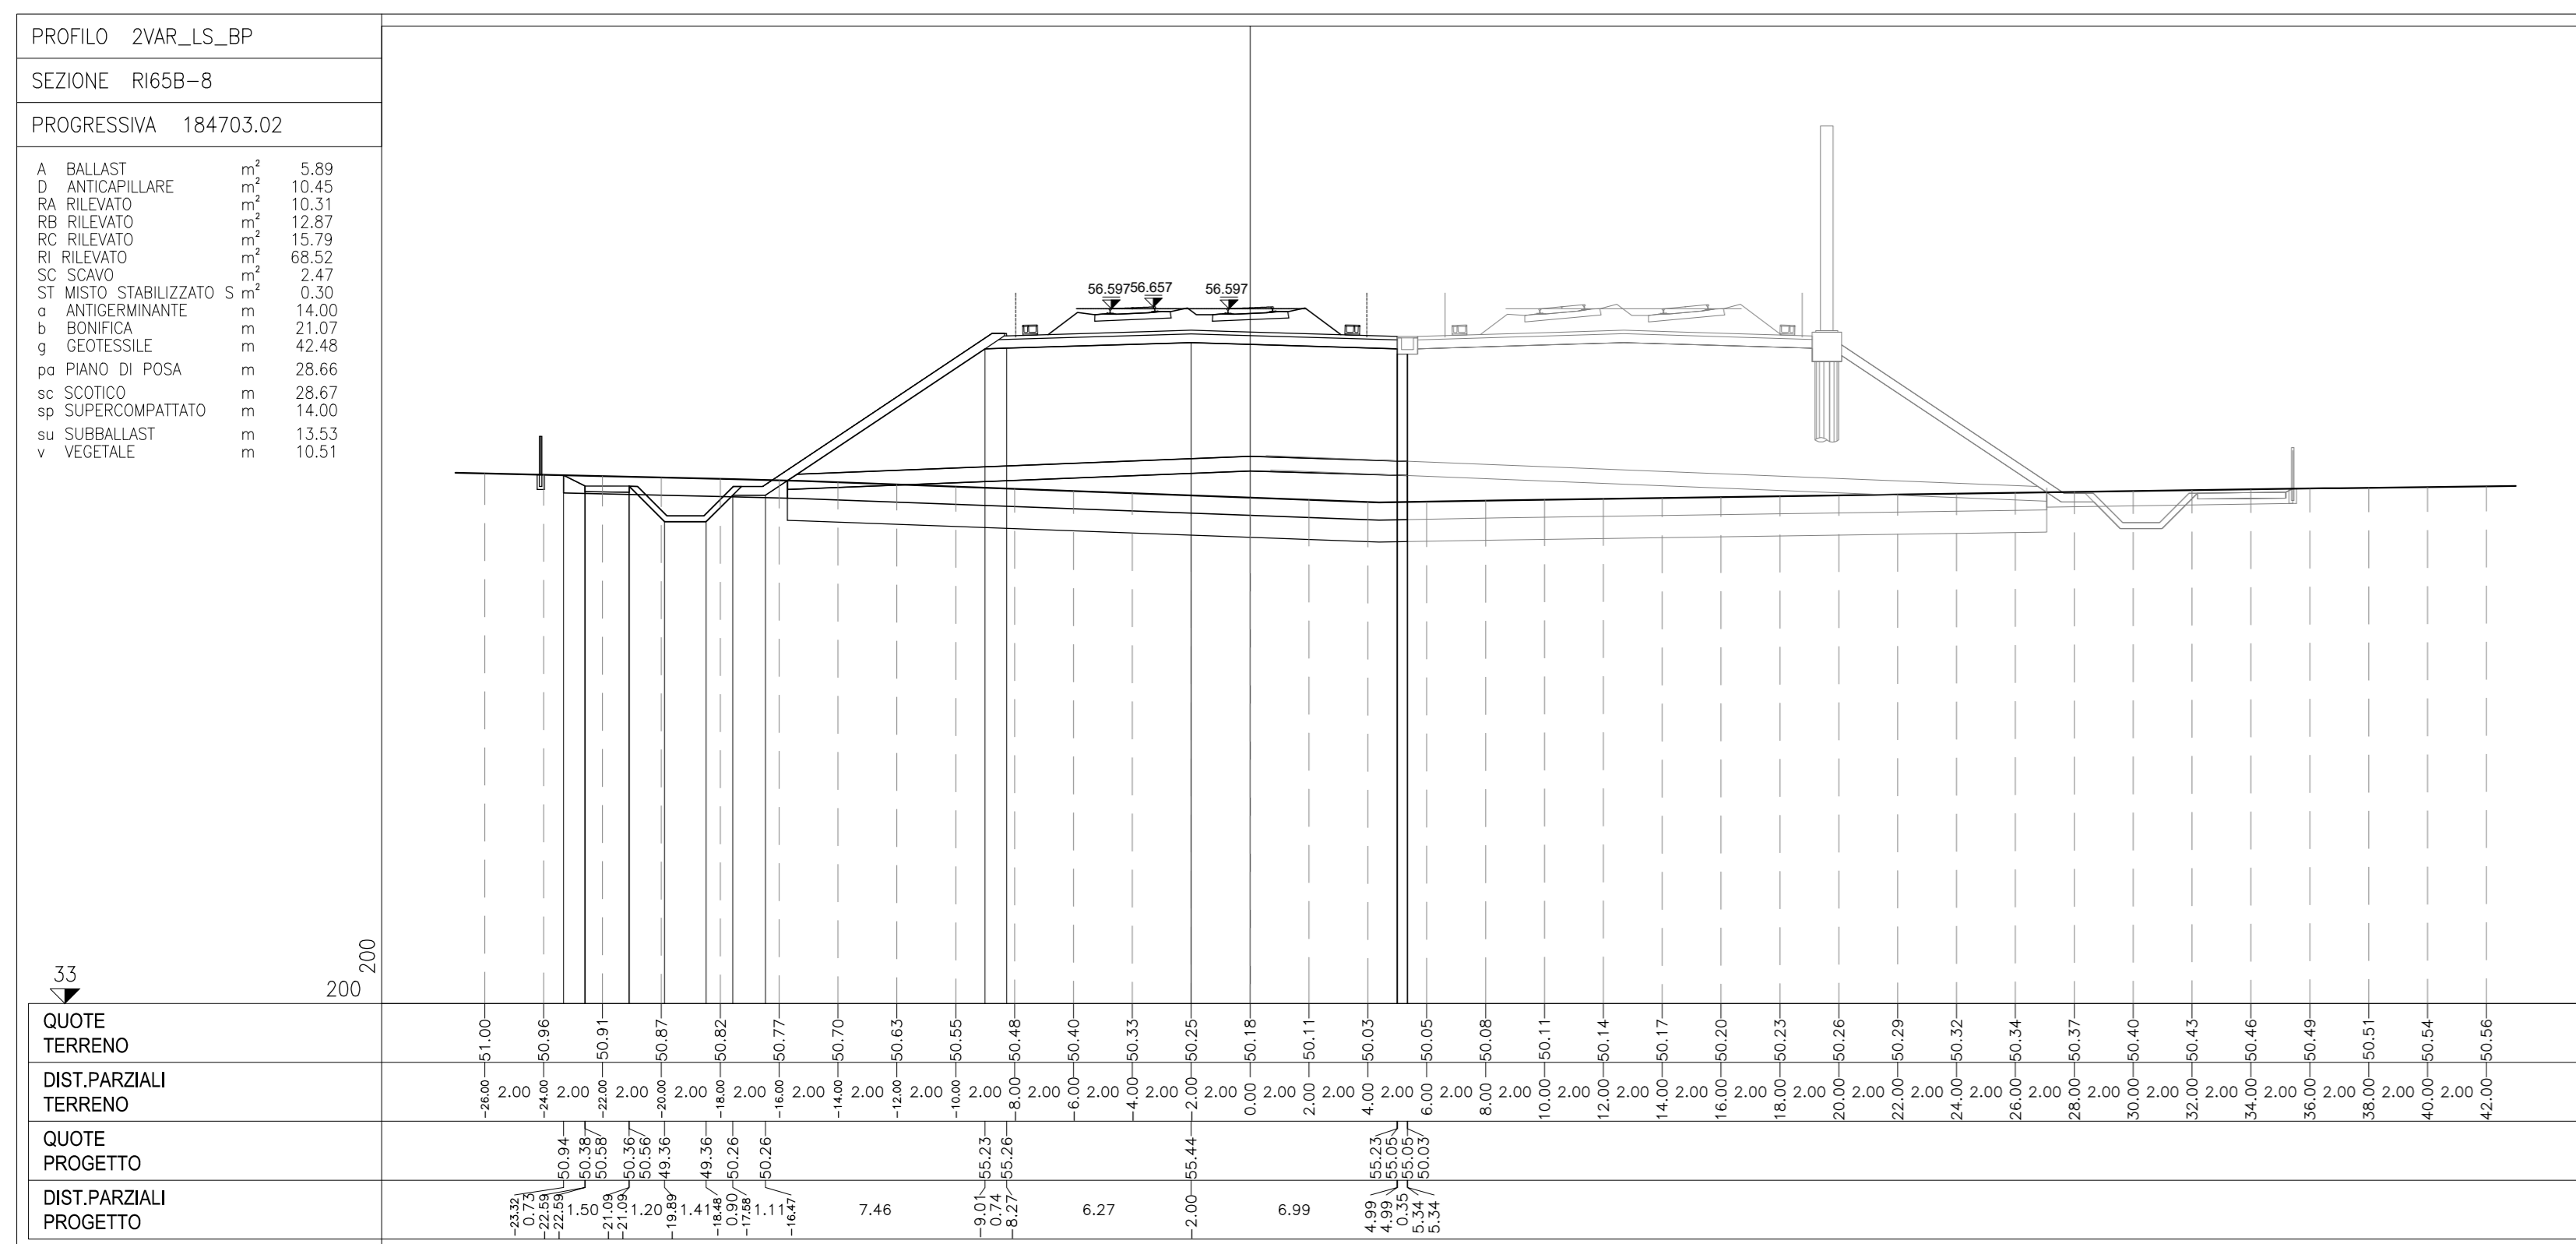 PROFILO 2VAR_LS_BP
SEZIONE RI65B-8
PROGRESSIVA 184703.02
A BALLAST m² 5.89
D ANTICAPILLARE m² 10.45
RA RILEVATO m² 10.31
RB RILEVATO m² 12.87
RC RILEVATO m² 15.79
RI RILEVATO m² 68.52
SC SCAVO m² 2.47
ST MISTO STABILIZZATO S m² 0.30
a ANTIGERMINANTE m 14.00
b BONIFICA m 21.07
g GEOTESSILE m 42.48
pa PIANO DI POSA m 28.66
sc SCOTICO m 28.67
sp SUPERCOMPATTATO m 14.00
su SUBBALLAST m 13.53
v VEGETALE m 10.51
56.597 56.657 56.597
33 200 200
QUOTE TERRENO
51.00 50.96 50.91 50.87 50.82 50.77 50.70 50.63 50.55 50.48 50.40 50.33 50.25 50.18 50.11 50.03 50.05 50.08 50.11 50.14 50.17 50.20 50.23 50.26 50.29 50.32 50.34 50.37 50.40 50.43 50.46 50.49 50.51 50.54 50.56
DIST.PARZIALI TERRENO
-26.00 2.00 -24.00 2.00 -22.00 2.00 -20.00 2.00 -18.00 2.00 -16.00 2.00 -14.00 2.00 -12.00 2.00 -10.00 2.00 -8.00 2.00 -6.00 2.00 -4.00 2.00 -2.00 2.00 0.00 2.00 2.00 2.00 4.00 2.00 6.00 2.00 8.00 2.00 10.00 2.00 12.00 2.00 14.00 2.00 16.00 2.00 18.00 2.00 20.00 2.00 22.00 2.00 24.00 2.00 26.00 2.00 28.00 2.00 30.00 2.00 32.00 2.00 34.00 2.00 36.00 2.00 38.00 2.00 40.00 2.00 42.00
QUOTE PROGETTO
50.94 50.38 50.58 50.36 50.56 49.36 49.36 50.26 50.26 55.23 55.26 55.44 55.23 55.05 55.05 50.03
DIST.PARZIALI PROGETTO
-23.32 0.73 -22.59 -22.59 1.50 -21.09 -21.09 1.20 -19.89 1.41 -18.48 0.90 -17.58 1.11 -16.47 7.46 -9.01 0.74 -8.27 6.27 -2.00 6.99 4.99 4.99 0.35 5.34 5.34